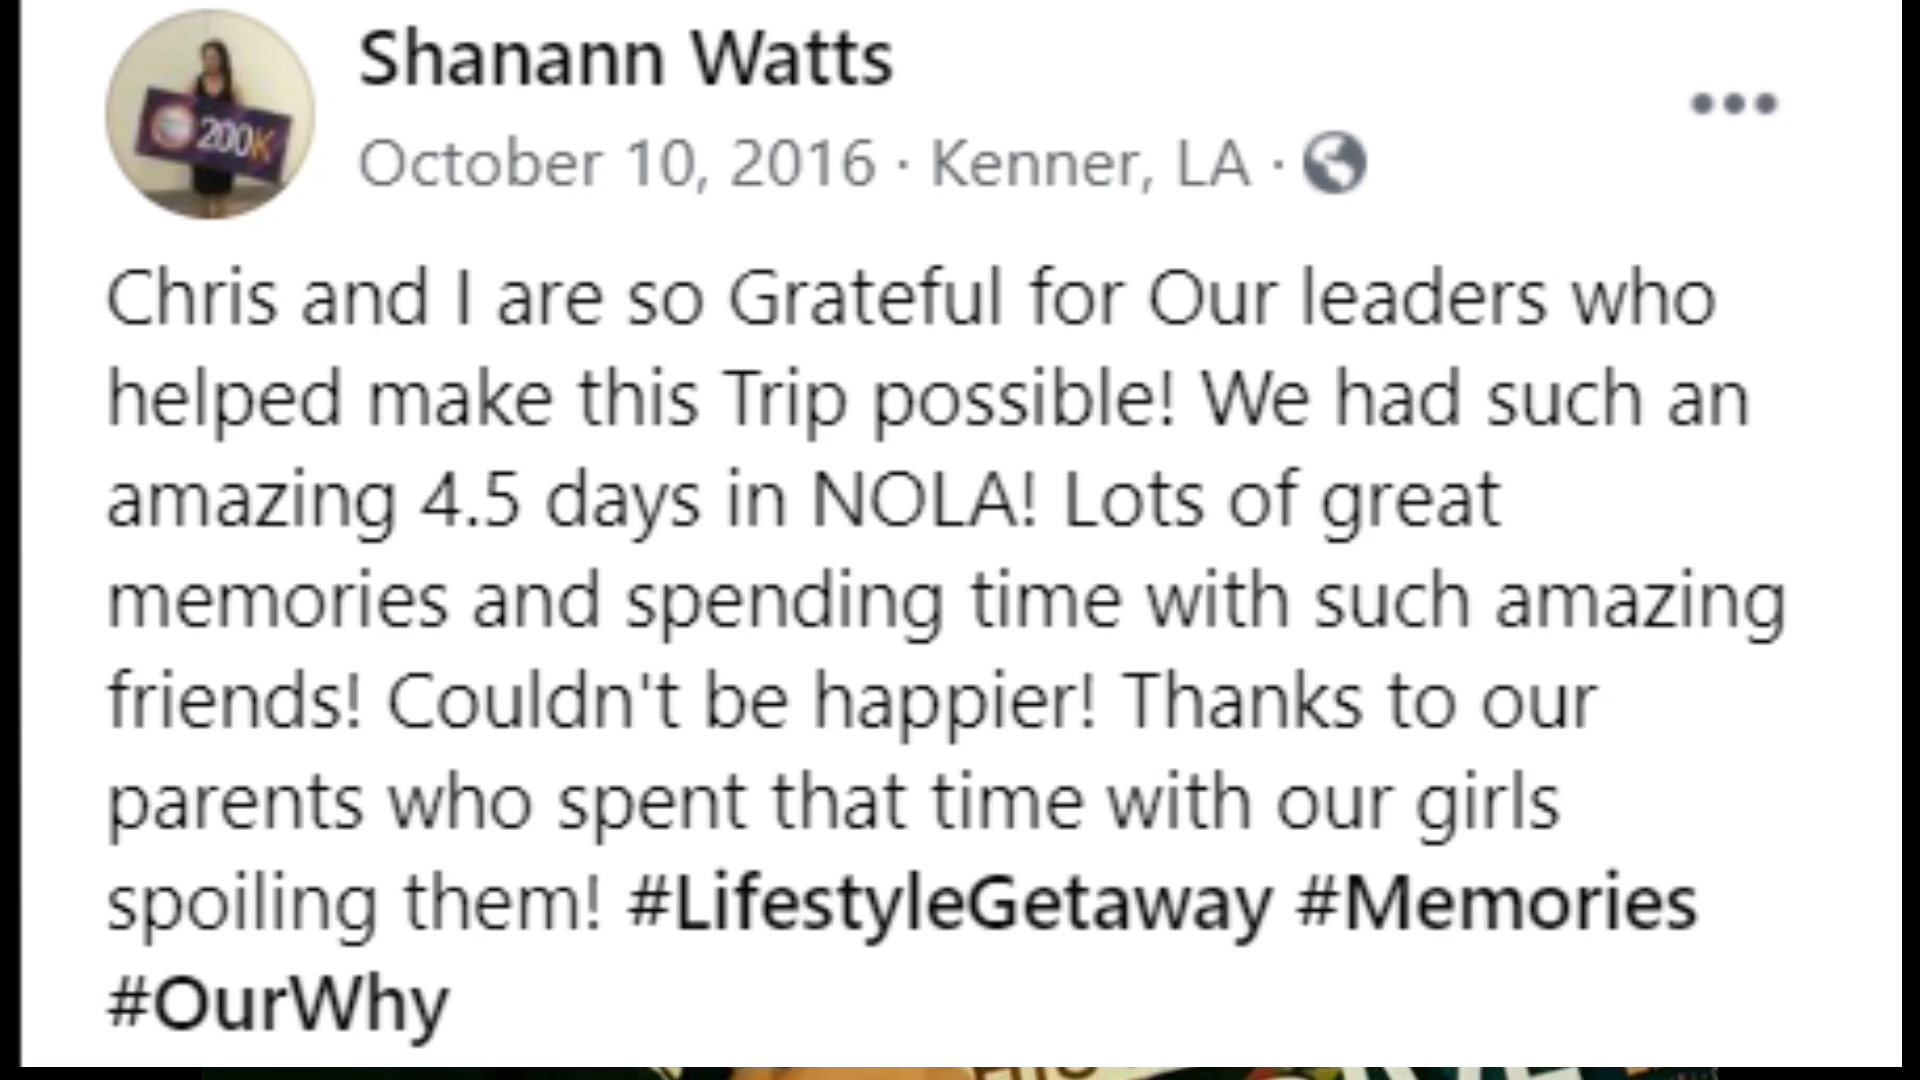 Shanann Watts
October 10, 2016 · Kenner, LA ·
200K
Chris and I are so Grateful for Our leaders who
helped make this Trip possible! We had such an
amazing 4.5 days in NOLA! Lots of great
memories and spending time with such amazing
friends! Couldn't be happier! Thanks to our
parents who spent that time with our girls
spoiling them! #LifestyleGetaway #Memories
#OurWhy